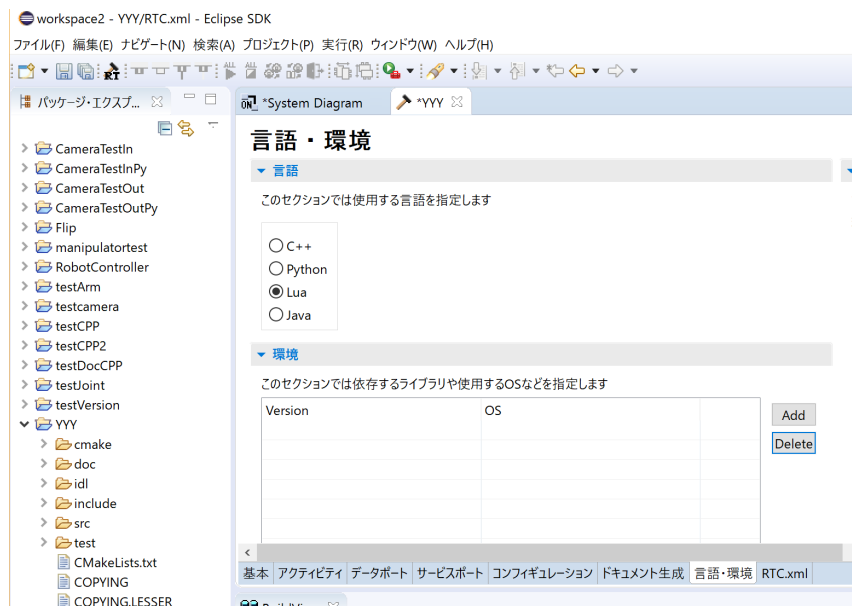 workspace2 - YYY/RTC.xml - Eclipse SDK
ファイル(F) 編集(E) ナビゲート(N) 検索(A) プロジェクト(P) 実行(R) ウィンドウ(W) ヘルプ(H)
RT
パッケージ・エクスプ...
ON *System Diagram
*YYY
言語・環境
言語
このセクションでは使用する言語を指定します
C++
Python
Lua
Java
環境
このセクションでは依存するライブラリや使用するOSなどを指定します
Version OS
Add
Delete
基本 アクティビティ データポート サービスポート コンフィギュレーション ドキュメント生成 言語・環境 RTC.xml
CameraTestIn
CameraTestInPy
CameraTestOut
CameraTestOutPy
Flip
manipulatortest
RobotController
testArm
testcamera
testCPP
testCPP2
testDocCPP
testJoint
testVersion
YYY
cmake
doc
idl
include
src
test
CMakeLists.txt
COPYING
COPYING.LESSER